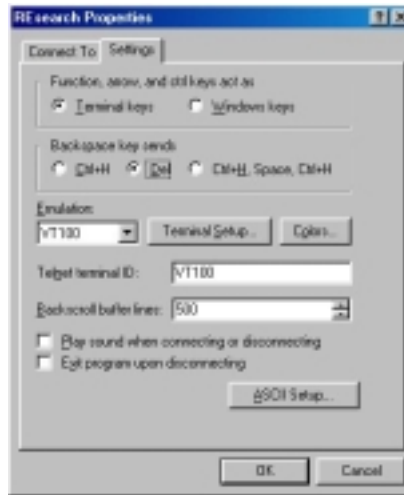 REsearch Properties
Connect To Settings
Function, arrow, and ctrl keys act as
Terminal keys Windows keys
Backspace key sends
Ctrl+H Del Ctrl+H, Space, Ctrl+H
Emulation:
VT100 Terminal Setup... Colors...
Telnet terminal ID: VT100
Backscroll buffer lines: 500
Play sound when connecting or disconnecting
Exit program upon disconnecting
ASCII Setup...
OK Cancel